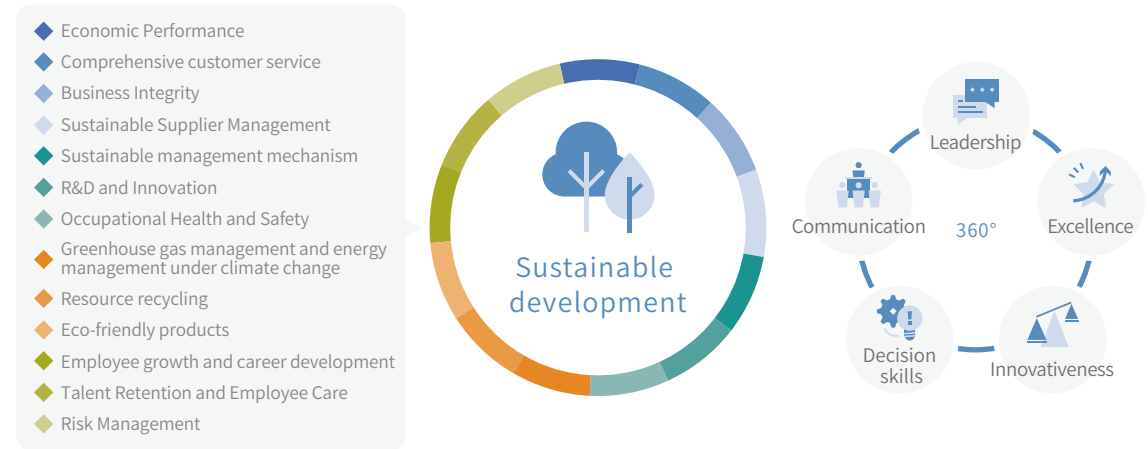 Economic Performance
Comprehensive customer service
Business Integrity
Sustainable Supplier Management
Sustainable management mechanism
R&D and Innovation
Occupational Health and Safety
Greenhouse gas management and energy
management under climate change
Resource recycling
Eco-friendly products
Employee growth and career development
Talent Retention and Employee Care
Risk Management
Sustainable
development
Leadership
Communication
360°
Excellence
Decision
skills
Innovativeness